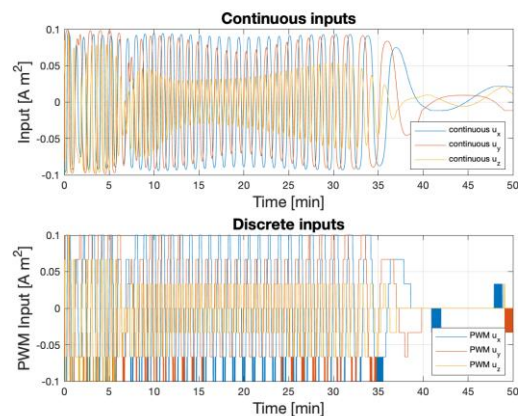 Continuous inputs
0.1
0.05
0
-0.05
-0.1
Input [A m²]
continuous uₓ
continuous u_y
continuous u_z
0 5 10 15 20 25 30 35 40 45 50
Time [min]
Discrete inputs
0.1
0.05
0
-0.05
-0.1
PWM Input [A m²]
PWM uₓ
PWM u_y
PWM u_z
0 5 10 15 20 25 30 35 40 45 50
Time [min]